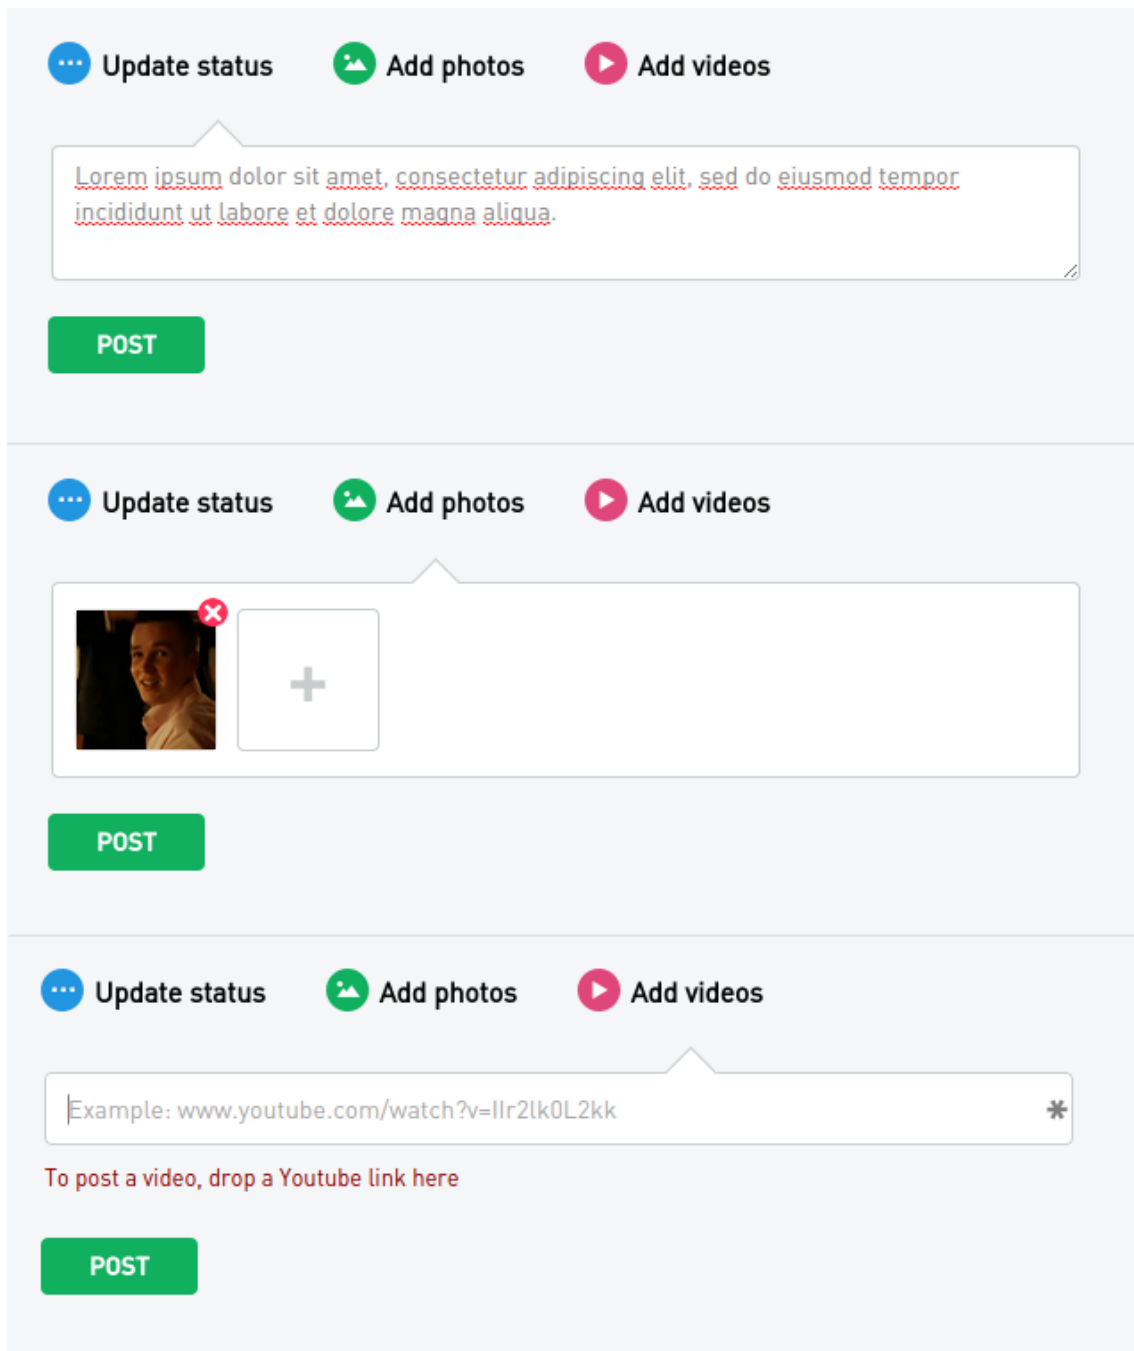 Update status Add photos Add videos
Lorem ipsum dolor sit amet, consectetur adipiscing elit, sed do eiusmod tempor
incididunt ut labore et dolore magna aliqua.
POST
Update status Add photos Add videos
POST
Update status Add photos Add videos
Example: www.youtube.com/watch?v=IIr2lk0L2kk
To post a video, drop a Youtube link here
POST